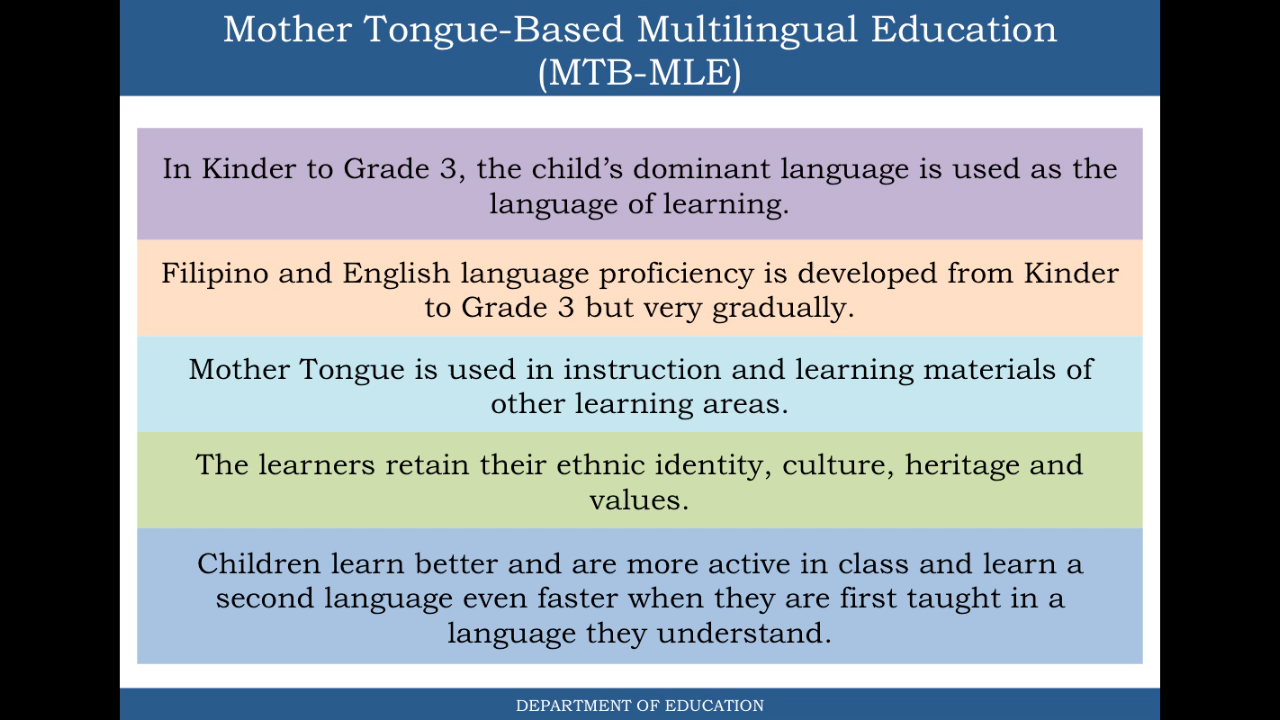 Mother Tongue-Based Multilingual Education
(MTB-MLE)
In Kinder to Grade 3, the child’s dominant language is used as the
language of learning.
Filipino and English language proficiency is developed from Kinder
to Grade 3 but very gradually.
Mother Tongue is used in instruction and learning materials of
other learning areas.
The learners retain their ethnic identity, culture, heritage and
values.
Children learn better and are more active in class and learn a
second language even faster when they are first taught in a
language they understand.
DEPARTMENT OF EDUCATION